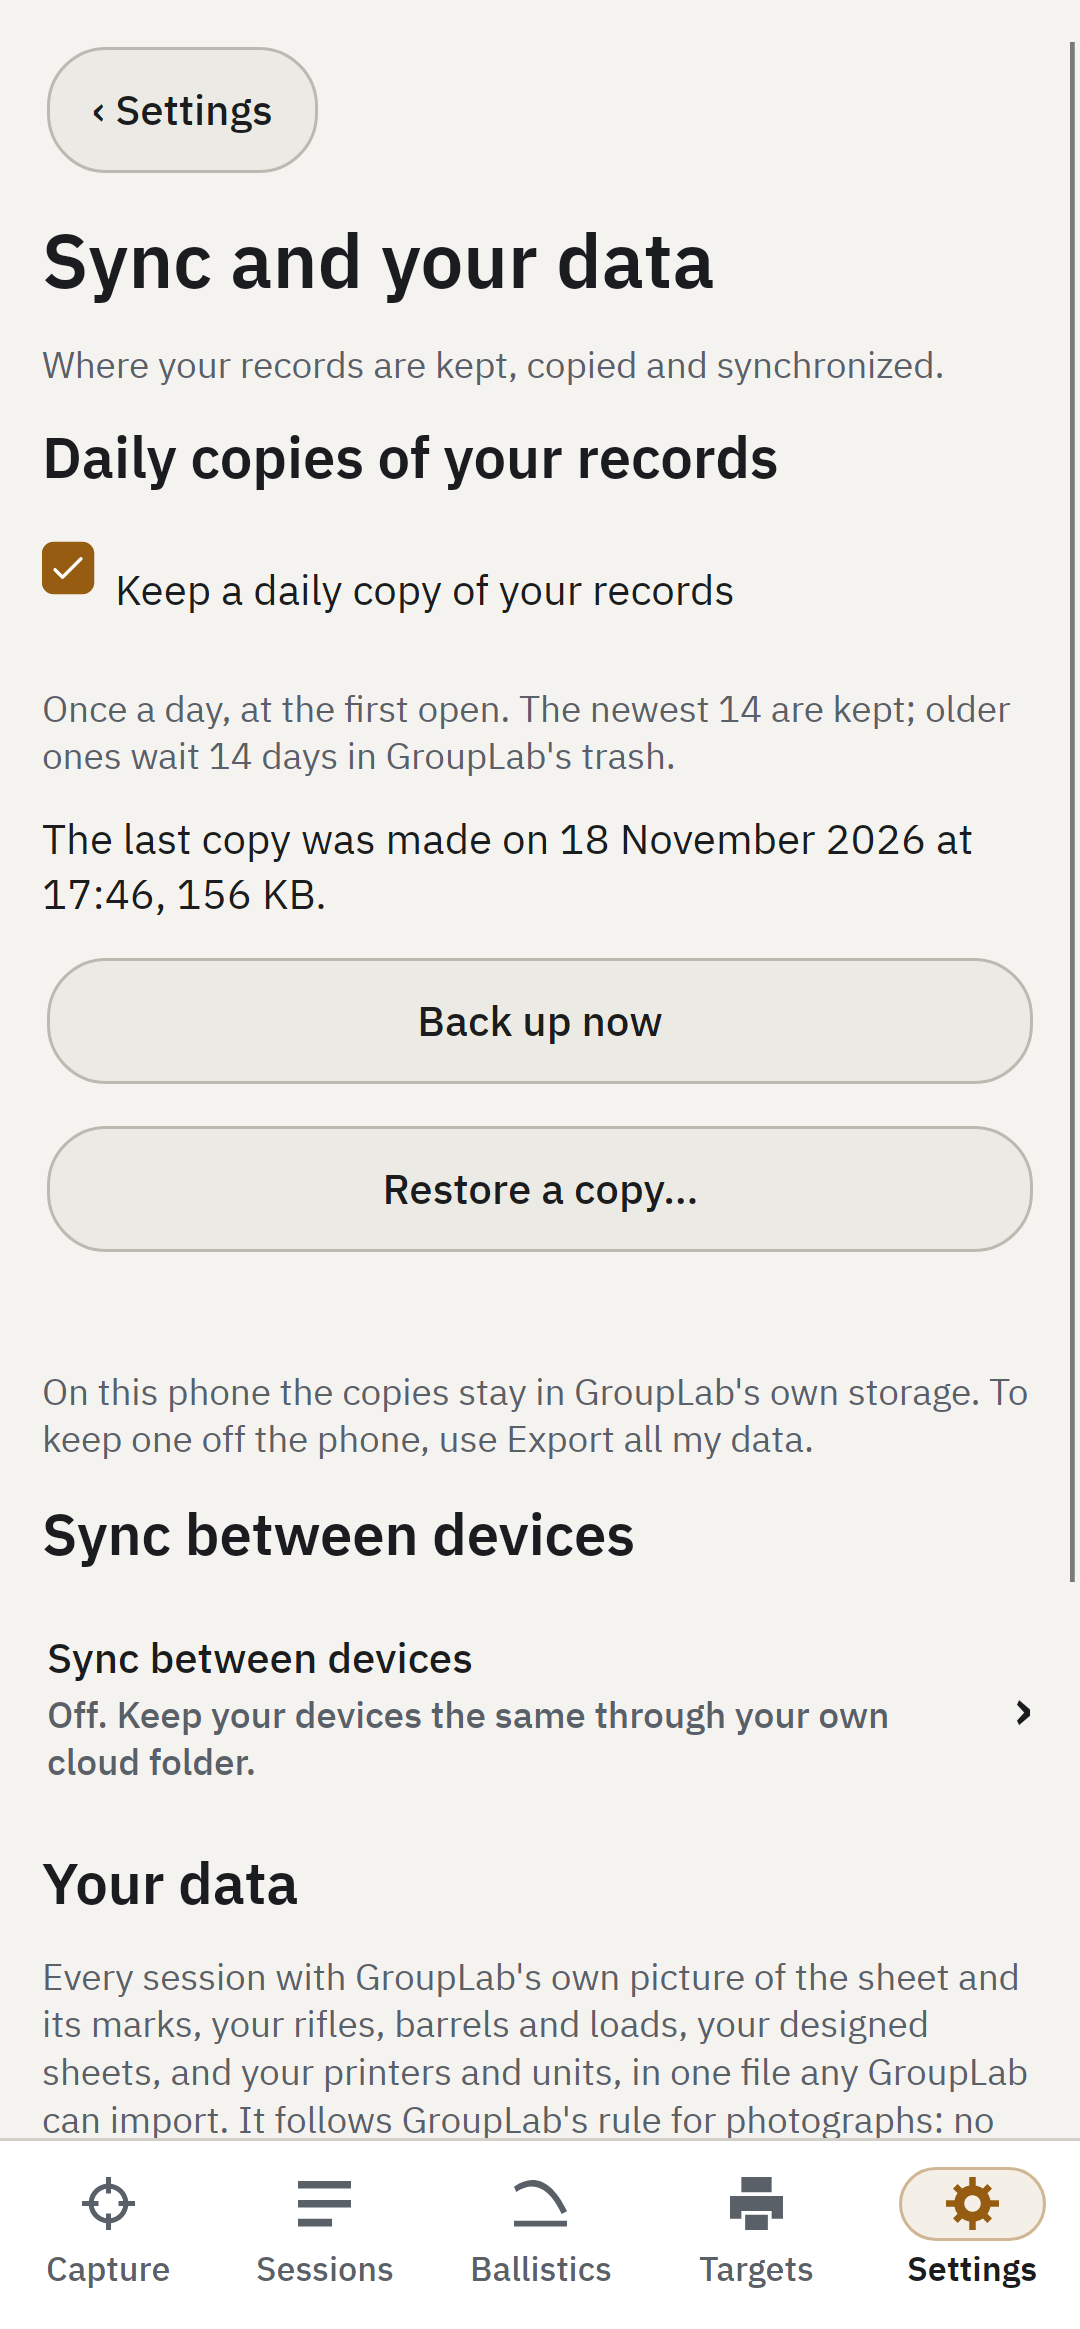 ‹ Settings
Sync and your data
Where your records are kept, copied and synchronized.
Daily copies of your records
Keep a daily copy of your records
Once a day, at the first open. The newest 14 are kept; older
ones wait 14 days in GroupLab's trash.
The last copy was made on 18 November 2026 at
17:46, 156 KB.
Back up now
Restore a copy...
On this phone the copies stay in GroupLab's own storage. To
keep one off the phone, use Export all my data.
Sync between devices
Sync between devices
Off. Keep your devices the same through your own
cloud folder.
›
Your data
Every session with GroupLab's own picture of the sheet and
its marks, your rifles, barrels and loads, your designed
sheets, and your printers and units, in one file any GroupLab
can import. It follows GroupLab's rule for photographs: no
Capture
Sessions
Ballistics
Targets
Settings